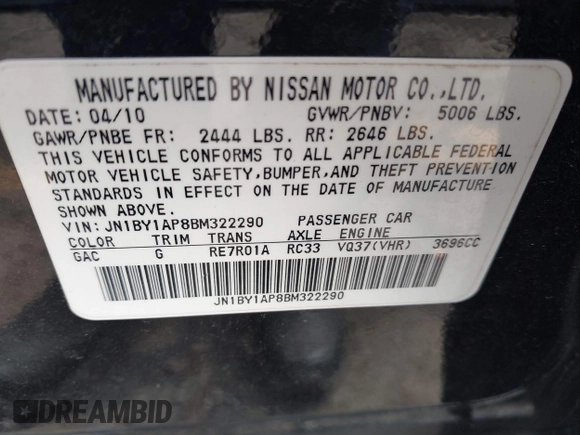 MANUFACTURED BY NISSAN MOTOR CO.,LTD.
DATE: 04/10 GVWR/PNBV: 5006 LBS.
GAWR/PNBE FR: 2444 LBS. RR: 2646 LBS.
THIS VEHICLE CONFORMS TO ALL APPLICABLE FEDERAL
MOTOR VEHICLE SAFETY, BUMPER, AND THEFT PREVENTION
STANDARDS IN EFFECT ON THE DATE OF MANUFACTURE
SHOWN ABOVE.
VIN: JN1BY1AP8BM322290 PASSENGER CAR
COLOR TRIM TRANS AXLE ENGINE
GAC G RE7R01A RC33 VQ37(VHR) 3696CC
JN1BY1AP8BM322290
DREAMBID